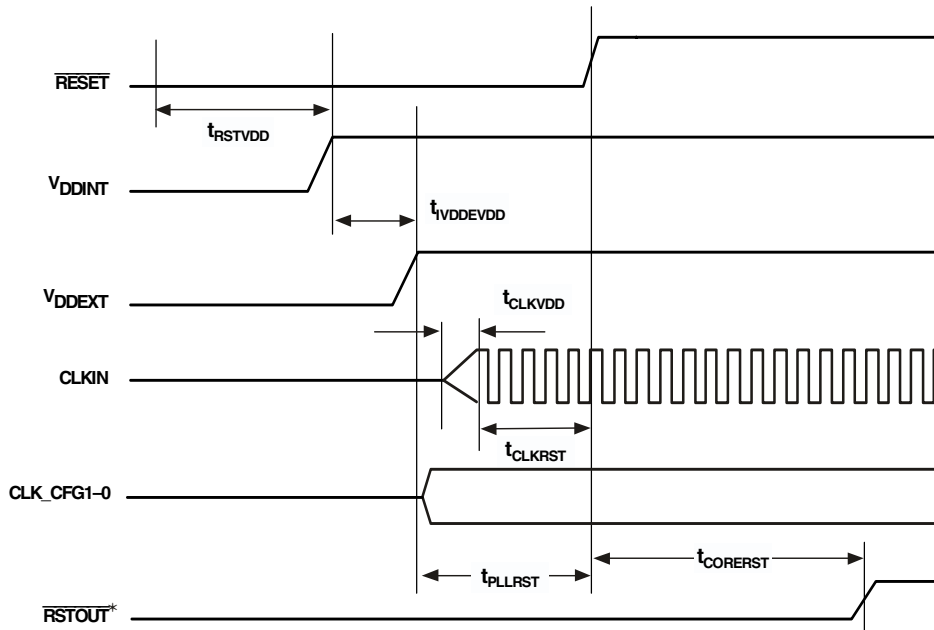 RESET
tRSTVDD
VDDINT
tIVDDEVDD
VDDEXT
tCLKVDD
CLKIN
tCLKRST
CLK_CFG1–0
tPLLRST
tCORERST
RSTOUT*